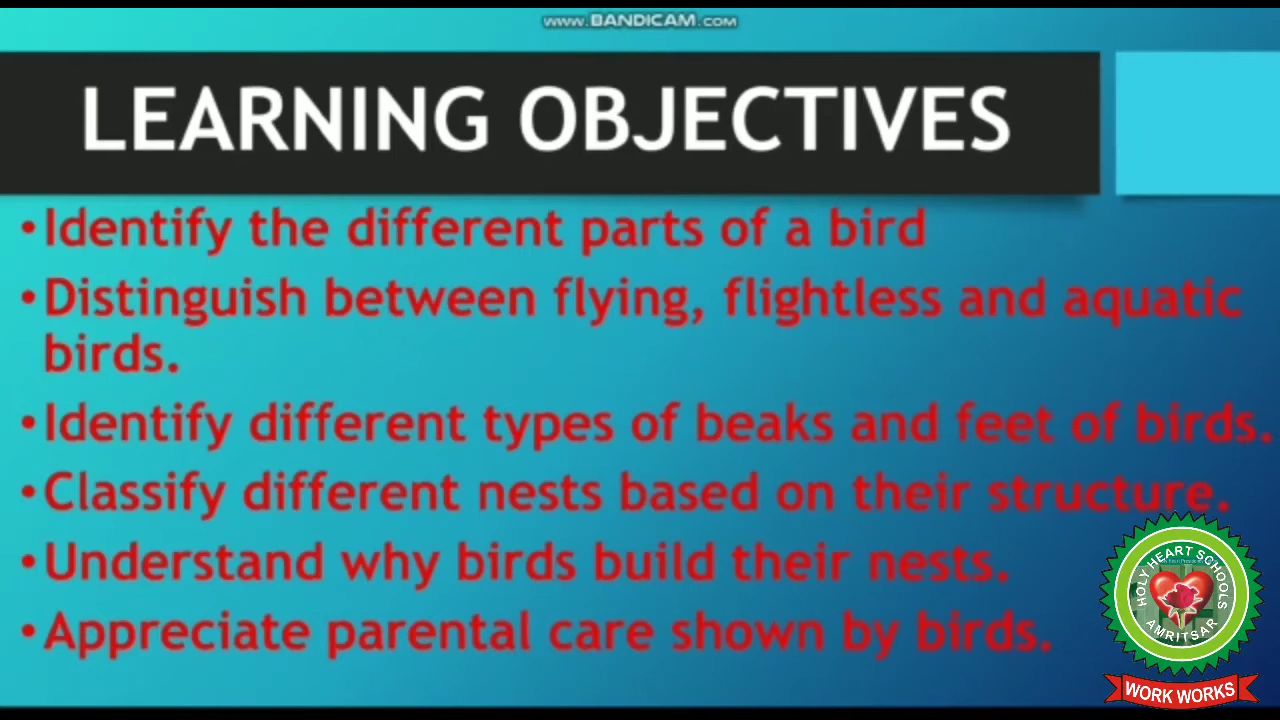 www.BANDICAM.COM
LEARNING OBJECTIVES
•Identify the different parts of a bird
•Distinguish between flying, flightless and aquatic
birds.
•Identify different types of beaks and feet of birds.
•Classify different nests based on their structure.
•Understand why birds build their nests.
•Appreciate parental care shown by birds.
HOLY HEART SCHOOLS
AMRITSAR
WORK WORKS